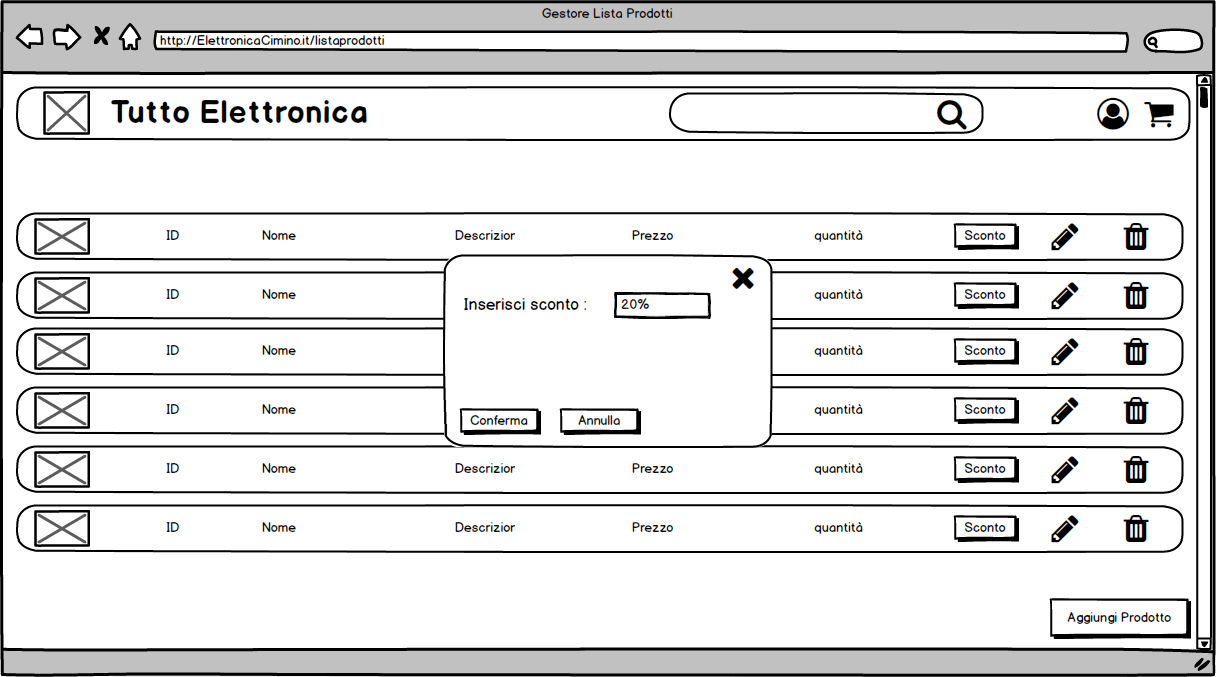 Gestore Lista Prodotti
http://ElettronicaCimino.it/listaprodotti
Tutto Elettronica
ID Nome Descrizior Prezzo quantità Sconto
ID Nome quantità Sconto
Inserisci sconto : 20%
ID Nome quantità Sconto
ID Nome quantità Sconto
Conferma Annulla
ID Nome Descrizior Prezzo quantità Sconto
ID Nome Descrizior Prezzo quantità Sconto
Aggiungi Prodotto